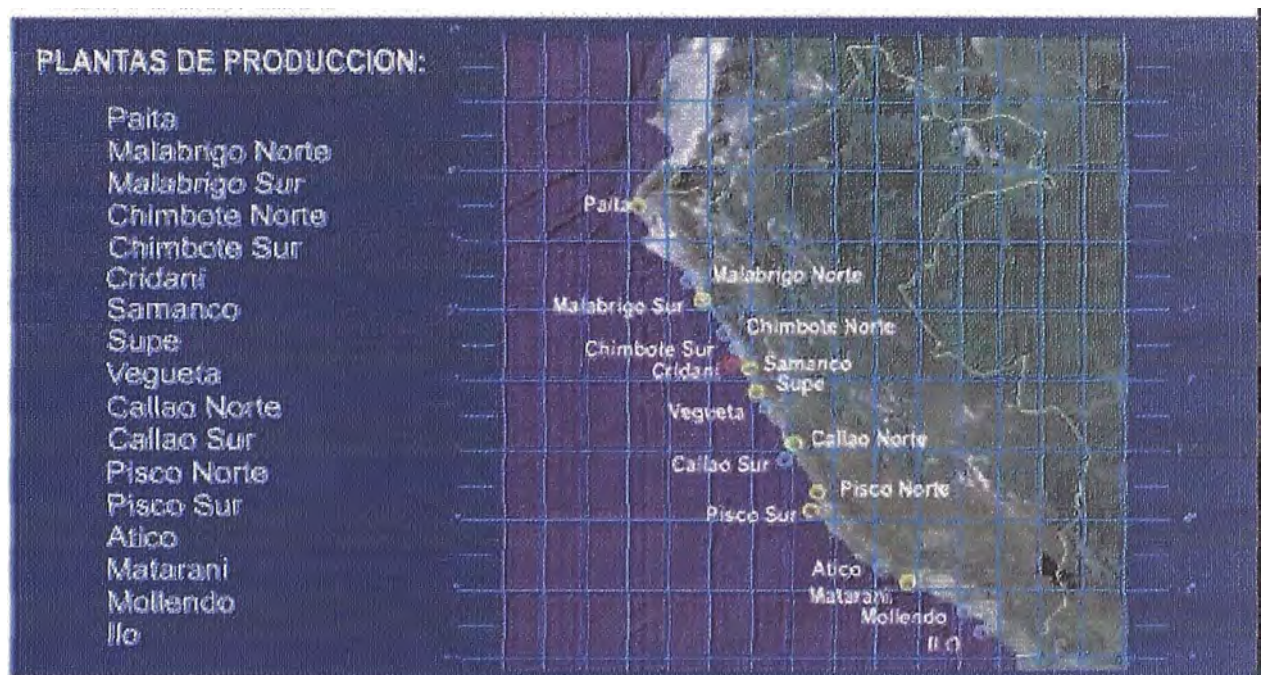 PLANTAS DE PRODUCCION:
Paita
Malabrigo Norte
Malabrigo Sur
Chimbote Norte
Chimbote Sur
Cridani
Samanco
Supe
Vegueta
Callao Norte
Callao Sur
Pisco Norte
Pisco Sur
Atico
Matarani
Mollendo
Ilo
Paita
Malabrigo Norte
Malabrigo Sur
Chimbote Norte
Chimbote Sur
Cridani
Samanco
Supe
Vegueta
Callao Norte
Callao Sur
Pisco Norte
Pisco Sur
Atico
Matarani
Mollendo
ILO